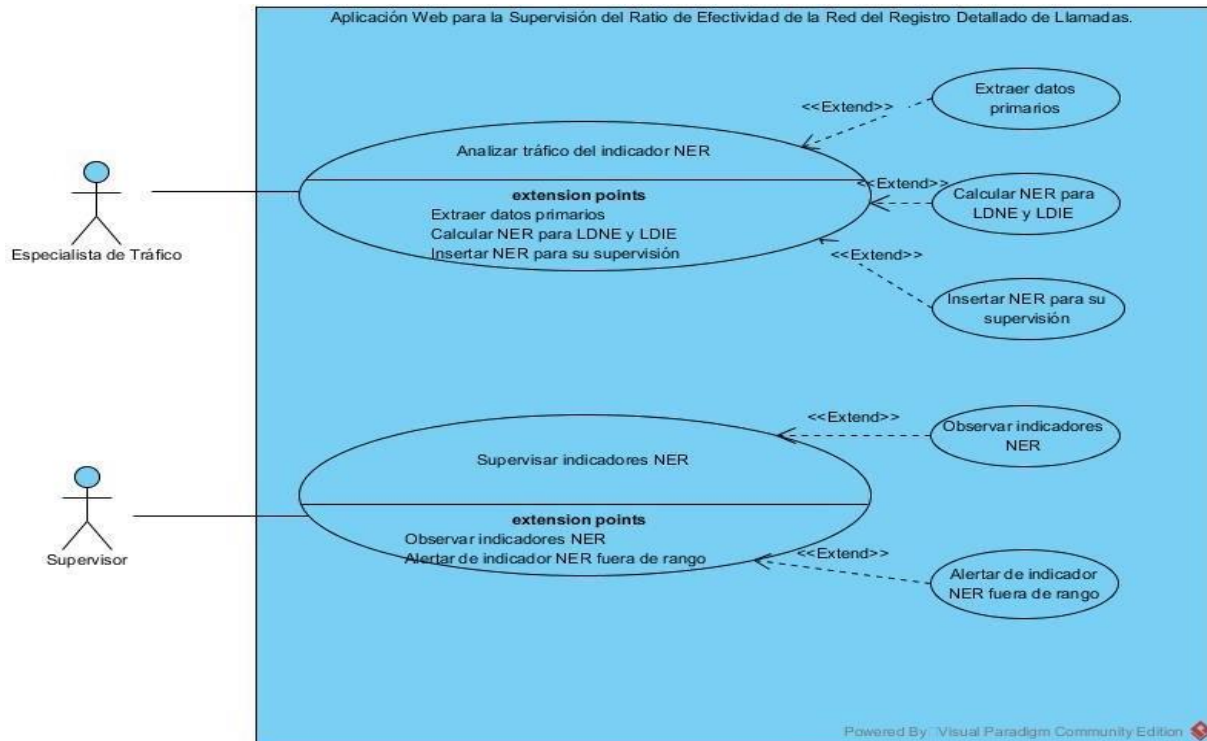 Aplicación Web para la Supervisión del Ratio de Efectividad de la Red del Registro Detallado de Llamadas.
Extraer datos
primarios
<<Extend>>
Analizar tráfico del indicador NER
extension points
Extraer datos primarios
Calcular NER para LDNE y LDIE
Insertar NER para su supervisión
<<Extend>>
Calcular NER para
LDNE y LDIE
Especialista de Tráfico
<<Extend>>
Insertar NER para su
supervisión
<<Extend>>
Observar indicadores
NER
Supervisar indicadores NER
extension points
Observar indicadores NER
Alertar de indicador NER fuera de rango
Supervisor
<<Extend>>
Alertar de indicador
NER fuera de rango
Powered By Visual Paradigm Community Edition